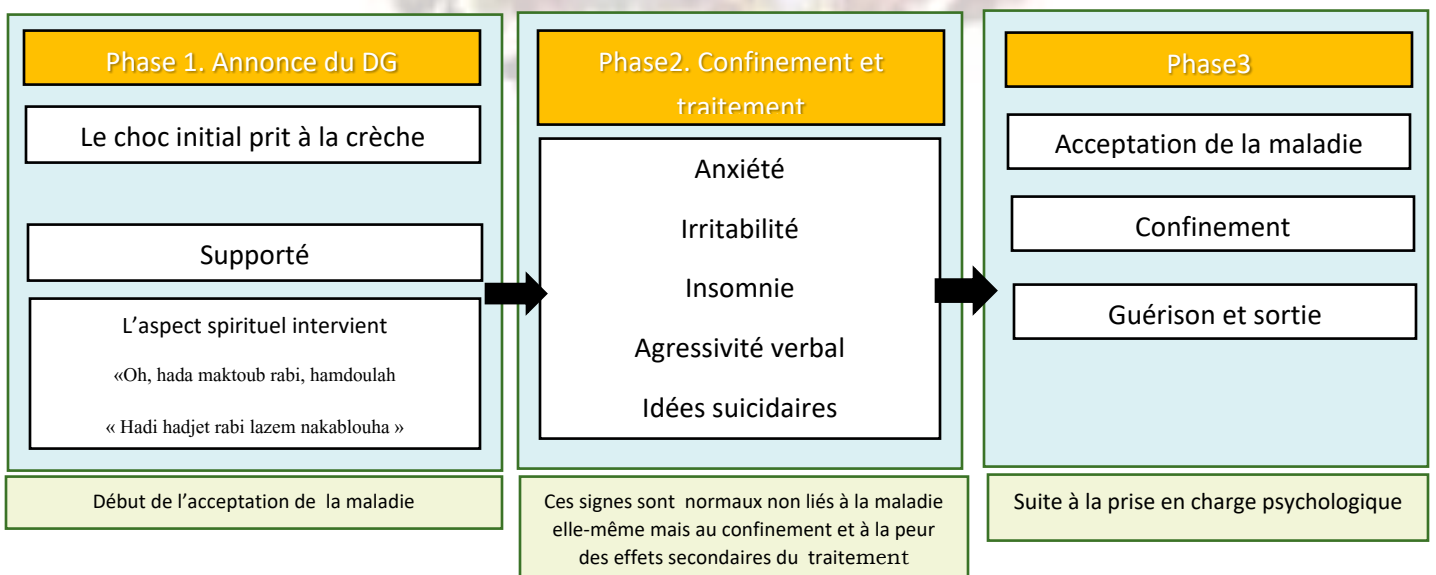 Phase 1. Annonce du DG
Le choc initial prit à la crèche
Supporté
L’aspect spirituel intervient
«Oh, hada maktoub rabi, hamdoulah
« Hadi hadjet rabi lazem nakablouha »
Début de l’acceptation de la maladie
Phase2. Confinement et
traitement
Anxiété
Irritabilité
Insomnie
Agressivité verbal
Idées suicidaires
Ces signes sont normaux non liés à la maladie
elle-même mais au confinement et à la peur
des effets secondaires du traitement
Phase3
Acceptation de la maladie
Confinement
Guérison et sortie
Suite à la prise en charge psychologique